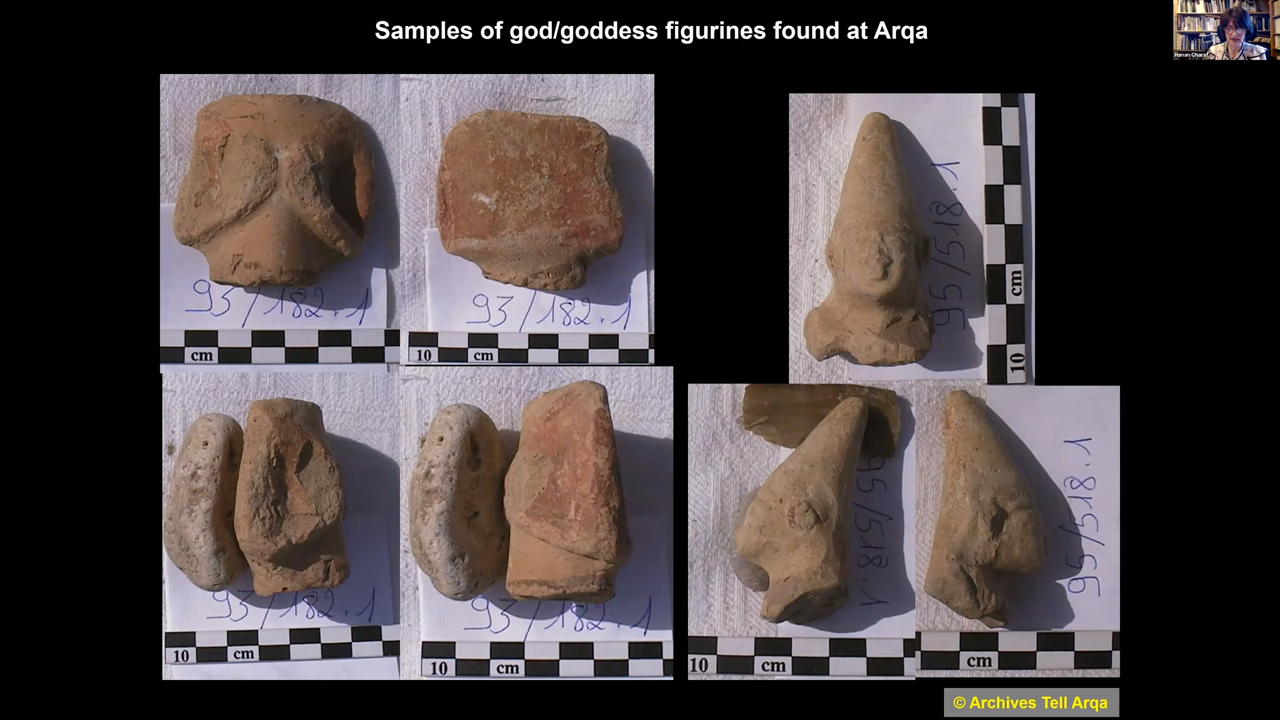 Samples of god/goddess figurines found at Arqa
93/182.1
cm
93/182.1
10 cm
95/518.1
cm
10
93/182.1
10 cm
93/182.1
10 cm
95/518.1
10 cm
95/518.1
cm
© Archives Tell Arqa